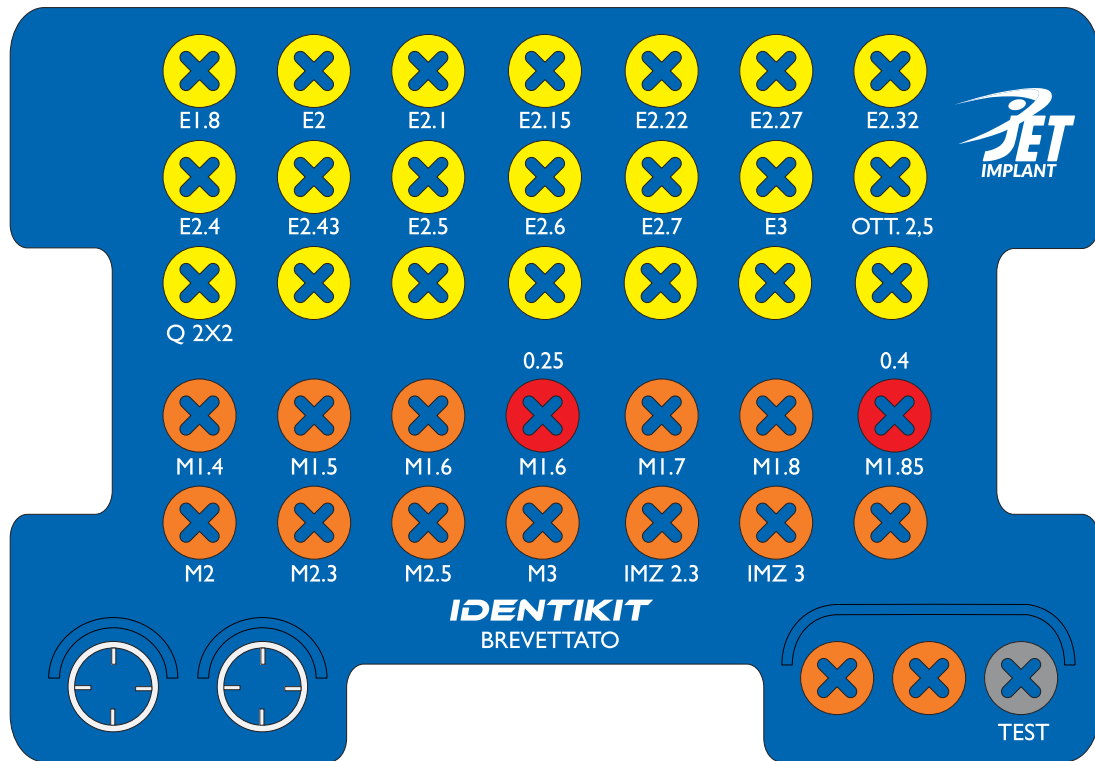 E1.8 E2 E2.1 E2.15 E2.22 E2.27 E2.32
JET
IMPLANT
E2.4 E2.43 E2.5 E2.6 E2.7 E3 OTT. 2,5
Q 2X2
0.25 0.4
M1.4 M1.5 M1.6 M1.6 M1.7 M1.8 M1.85
M2 M2.3 M2.5 M3 IMZ 2.3 IMZ 3
IDENTIKIT
BREVETTATO
TEST